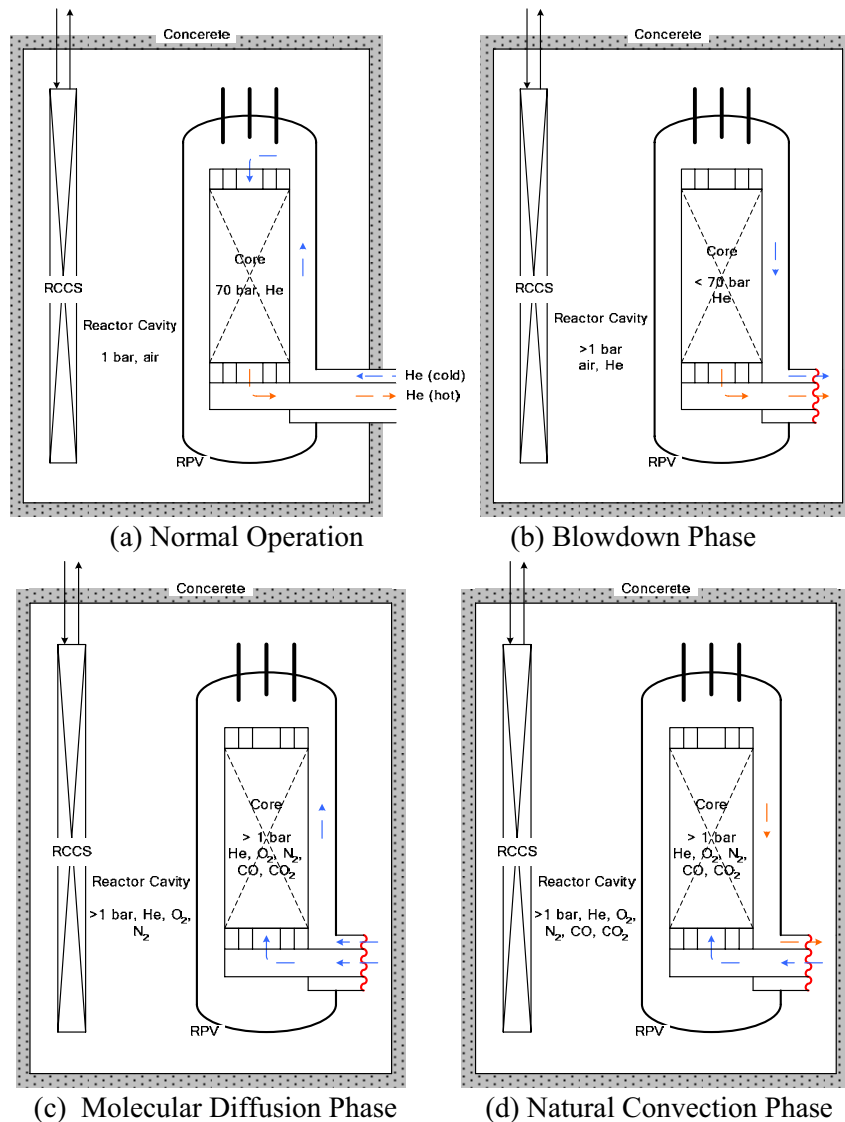 Concerete
Core
70 bar, He
RCCS
Reactor Cavity
1 bar, air
He (cold)
He (hot)
RPV
(a) Normal Operation
Concerete
Core
< 70 bar
He
RCCS
Reactor Cavity
>1 bar
air, He
RPV
(b) Blowdown Phase
Concerete
Core
> 1 bar
He, O₂, N₂,
CO, CO₂
RCCS
Reactor Cavity
>1 bar, He, O₂,
N₂
RPV
(c) Molecular Diffusion Phase
Concerete
Core
> 1 bar
He, O₂, N₂,
CO, CO₂
RCCS
Reactor Cavity
>1 bar, He, O₂,
N₂, CO, CO₂
RPV
(d) Natural Convection Phase